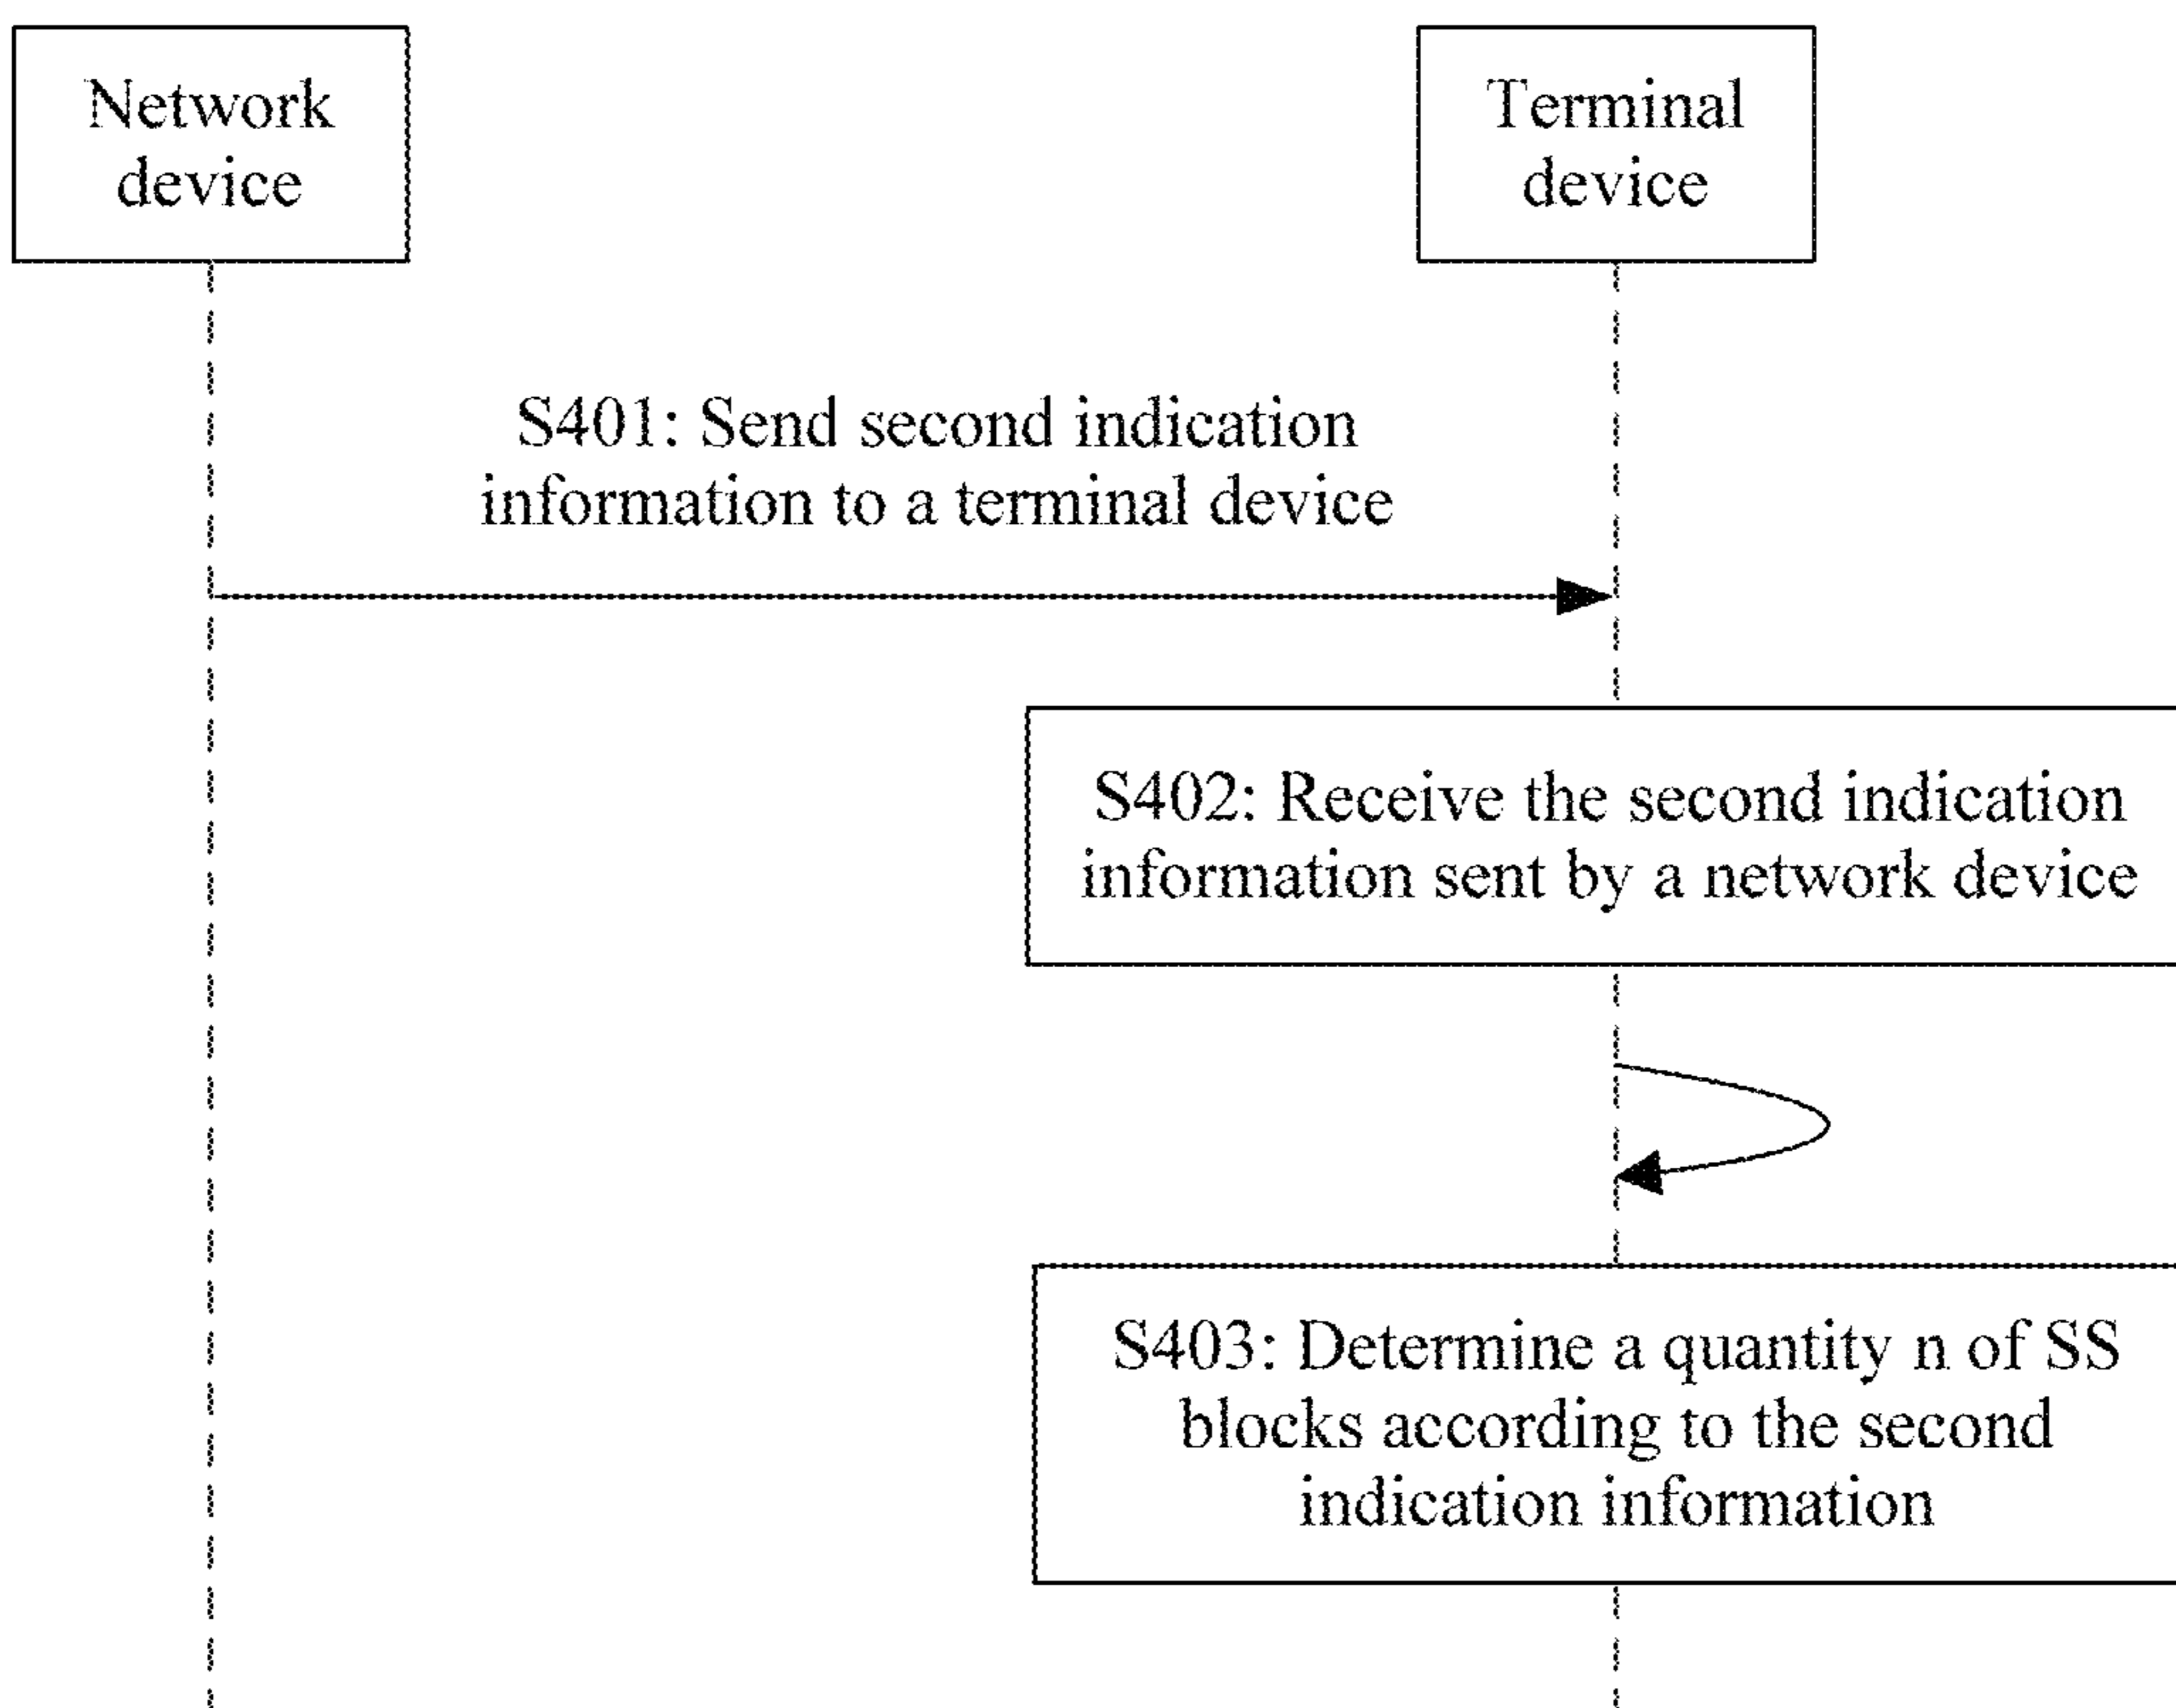 Network
device
Terminal
device
S401: Send second indication
information to a terminal device
S402: Receive the second indication
information sent by a network device
S403: Determine a quantity n of SS
blocks according to the second
indication information